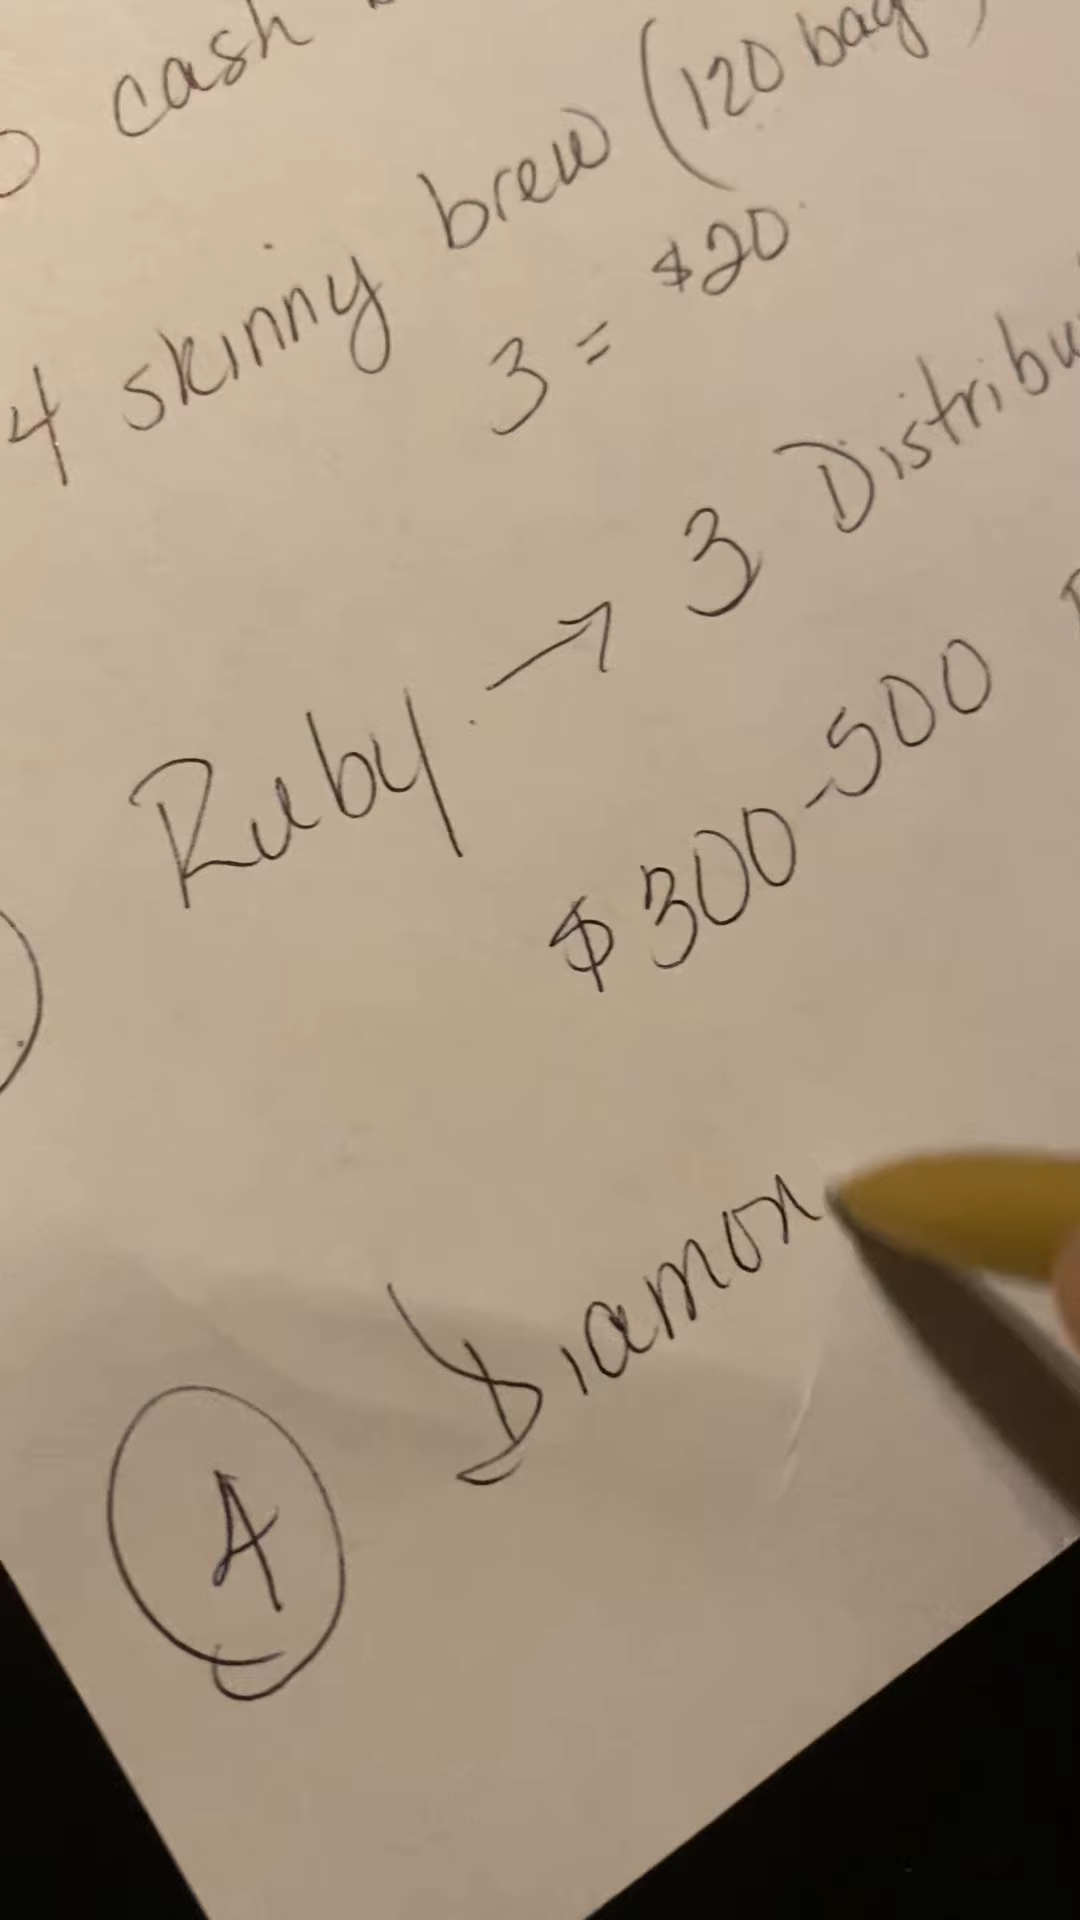 cash
4 skinny brew (120 bag)
3 = $20
Ruby → 3 Distribu
$300-500
A Diamon